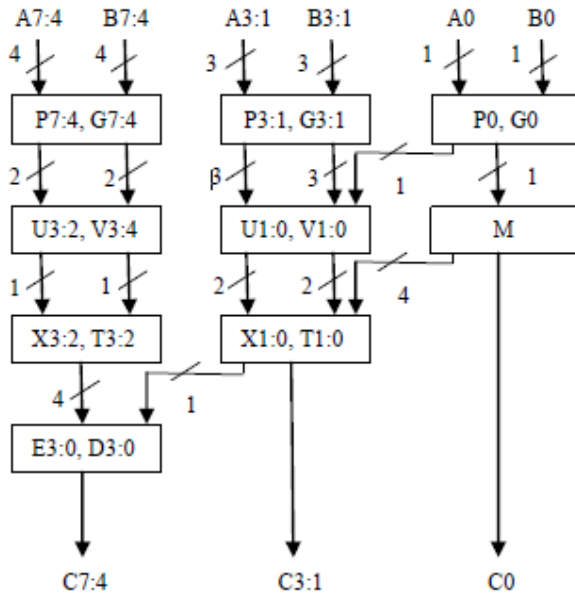 A7:4 B7:4 A3:1 B3:1 A0 B0
4 4 3 3 1 1
P7:4, G7:4 P3:1, G3:1 P0, G0
2 2 β 3 1 1
U3:2, V3:4 U1:0, V1:0 M
1 1 2 2 4
X3:2, T3:2 X1:0, T1:0
4 1
E3:0, D3:0
C7:4 C3:1 C0